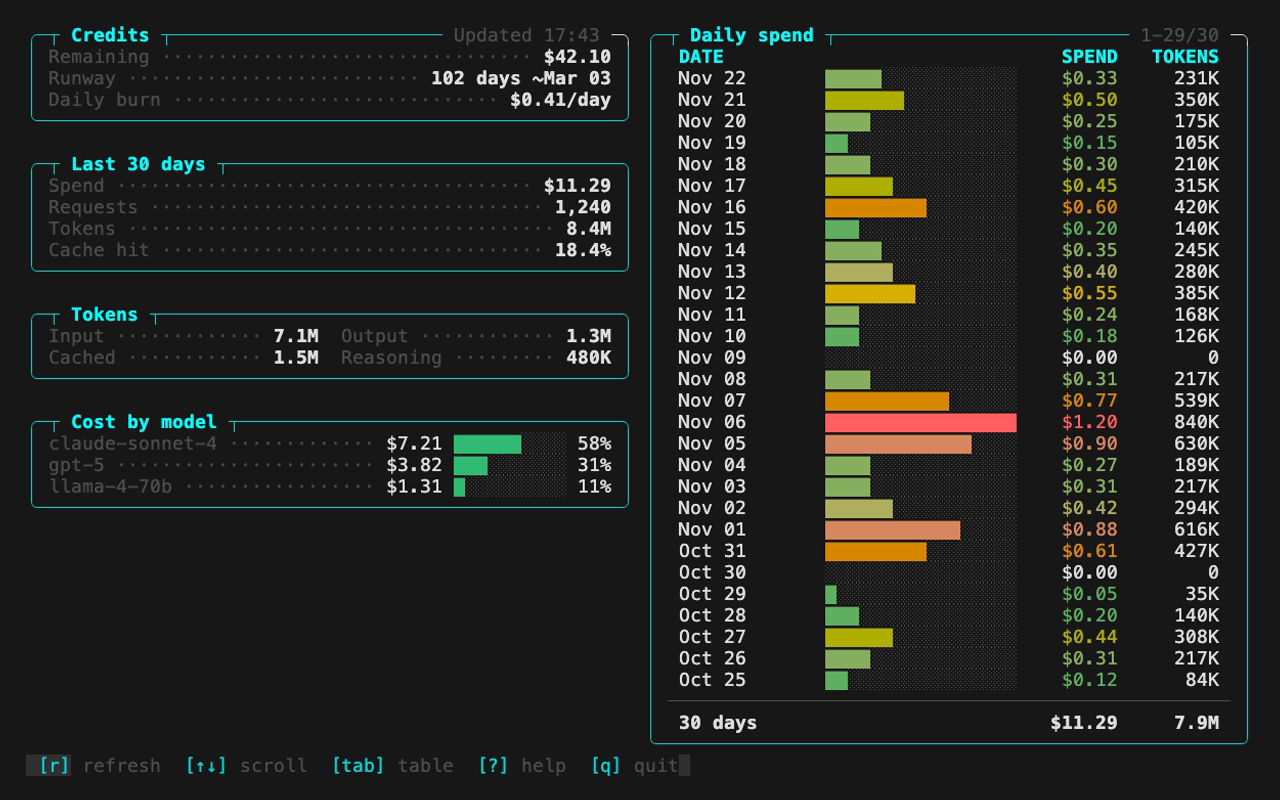 Credits Updated 17:43
Remaining $42.10
Runway 102 days ~Mar 03
Daily burn $0.41/day
Last 30 days
Spend $11.29
Requests 1,240
Tokens 8.4M
Cache hit 18.4%
Tokens
Input 7.1M Output 1.3M
Cached 1.5M Reasoning 480K
Cost by model
claude-sonnet-4 $7.21 58%
gpt-5 $3.82 31%
llama-4-70b $1.31 11%
Daily spend 1-29/30
DATE SPEND TOKENS
Nov 22 $0.33 231K
Nov 21 $0.50 350K
Nov 20 $0.25 175K
Nov 19 $0.15 105K
Nov 18 $0.30 210K
Nov 17 $0.45 315K
Nov 16 $0.60 420K
Nov 15 $0.20 140K
Nov 14 $0.35 245K
Nov 13 $0.40 280K
Nov 12 $0.55 385K
Nov 11 $0.24 168K
Nov 10 $0.18 126K
Nov 09 $0.00 0
Nov 08 $0.31 217K
Nov 07 $0.77 539K
Nov 06 $1.20 840K
Nov 05 $0.90 630K
Nov 04 $0.27 189K
Nov 03 $0.31 217K
Nov 02 $0.42 294K
Nov 01 $0.88 616K
Oct 31 $0.61 427K
Oct 30 $0.00 0
Oct 29 $0.05 35K
Oct 28 $0.20 140K
Oct 27 $0.44 308K
Oct 26 $0.31 217K
Oct 25 $0.12 84K
30 days $11.29 7.9M
[r] refresh [↑↓] scroll [tab] table [?] help [q] quit